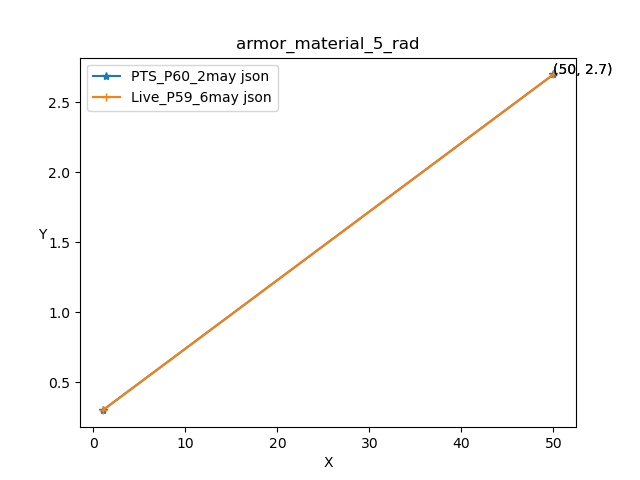 armor_material_5_rad
PTS_P60_2may json
Live_P59_6may json
(50, 2.7)
2.5
2.0
Y
1.5
1.0
0.5
0 10 20 30 40 50
X